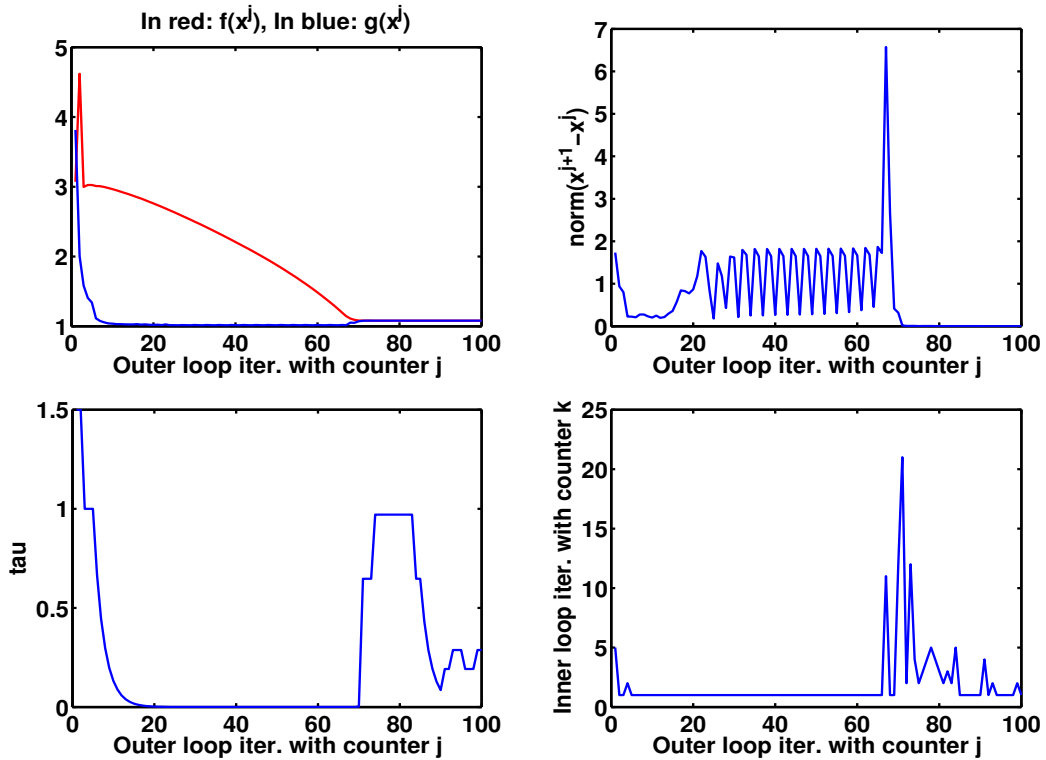 In red: f(x^j), In blue: g(x^j)
5
4
3
2
1
0 20 40 60 80 100
Outer loop iter. with counter j
norm(x^{j+1}−x^j)
7
6
5
4
3
2
1
0
0 20 40 60 80 100
Outer loop iter. with counter j
tau
1.5
1
0.5
0
0 20 40 60 80 100
Outer loop iter. with counter j
Inner loop iter. with counter k
25
20
15
10
5
0
0 20 40 60 80 100
Outer loop iter. with counter j